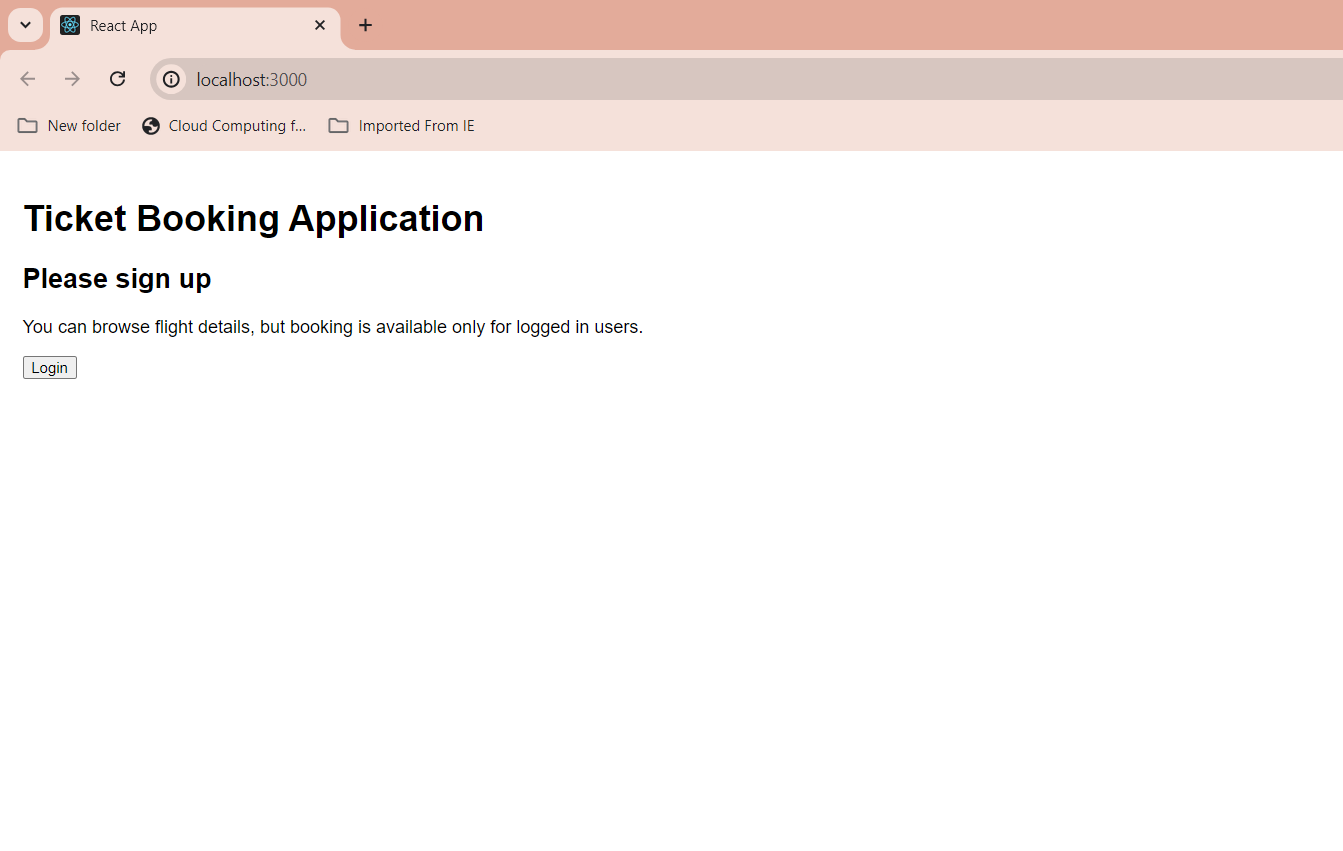 React App
localhost:3000
New folder Cloud Computing f... Imported From IE
Ticket Booking Application
Please sign up
You can browse flight details, but booking is available only for logged in users.
Login